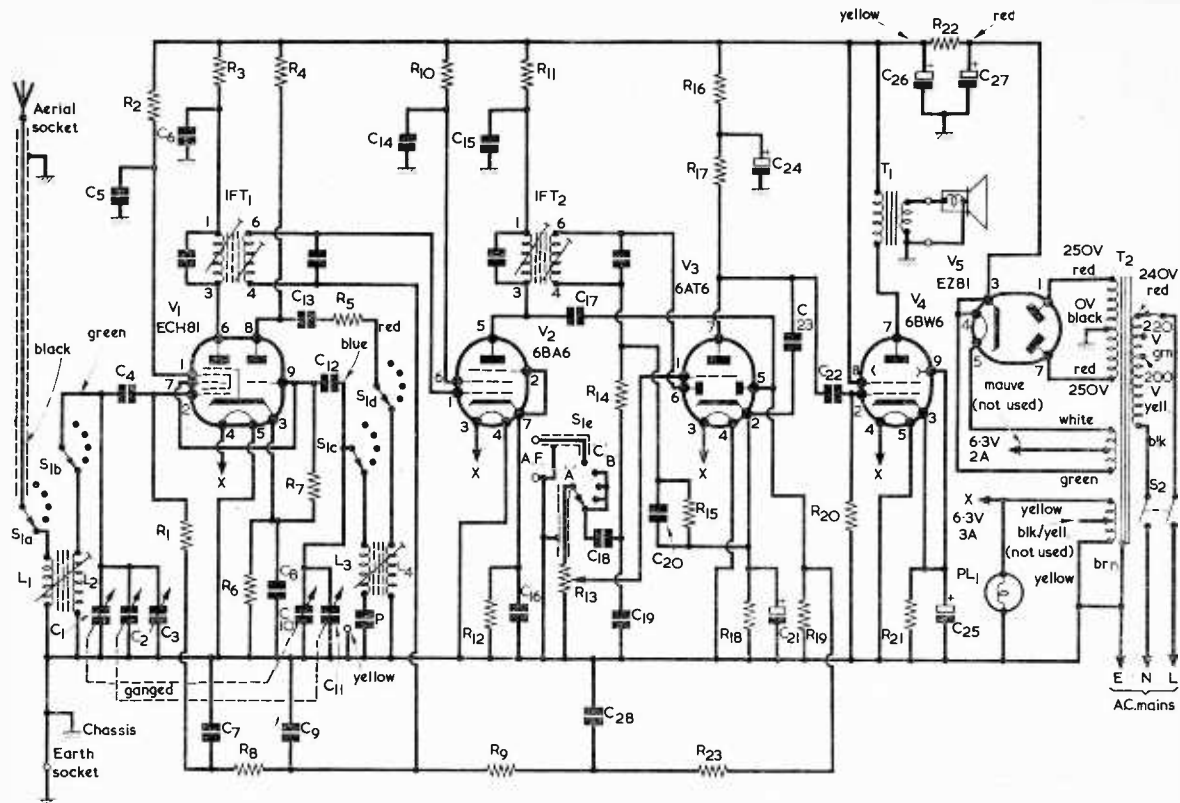 yellow
R22
red
C26
C27
Aerial
socket
R2
R3
R4
R10
R11
R16
C6
C5
C14
C15
C24
R17
T1
IFT1
IFT2
1
6
3
4
1
6
3
4
V1
ECH81
C13
R5
red
C17
V2
6BA6
V3
6AT6
C23
V4
6BW6
V5
EZ81
250V
red
0V
black
red
250V
T2
240V
red
220
V
grn
200
V
yell
blk
3
1
4
5
7
green
black
C4
1
7
2
6
8
9
4
5
3
X
C12
blue
S1d
S1c
S1b
S1a
5
6
1
2
7
3
4
X
R14
S1e
A.F.
A
B
C
7
1
6
5
2
3
4
C22
7
8
2
9
3
4
5
X
mauve
(not used)
white
6·3V
2A
green
S2
X
6·3V
3A
yellow
blk/yell
(not used)
brn
yellow
PL1
R1
R7
R6
C8
L1
L2
C1
C2
C3
C10
L3
L4
P
C11
yellow
ganged
R12
C16
R13
C18
C19
C20
R15
R18
C21
R19
R20
R21
C25
E N L
A.C. mains
Chassis
Earth
socket
C7
R8
C9
R9
C28
R23